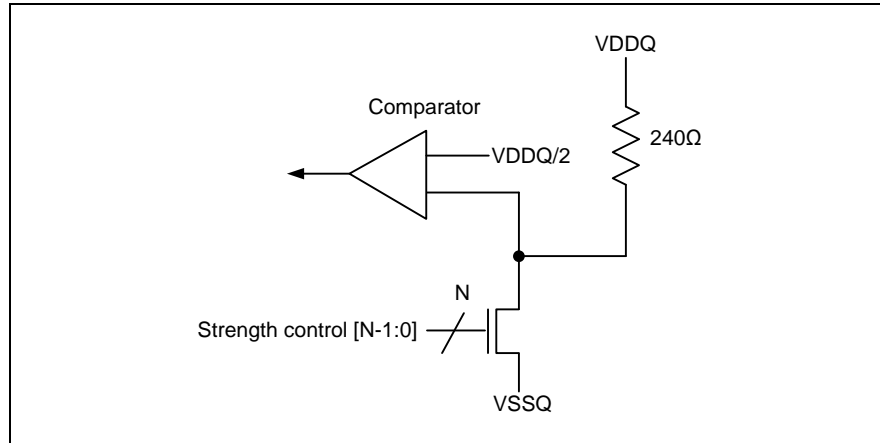 VDDQ
Comparator
240Ω
VDDQ/2
N
Strength control [N-1:0]
VSSQ